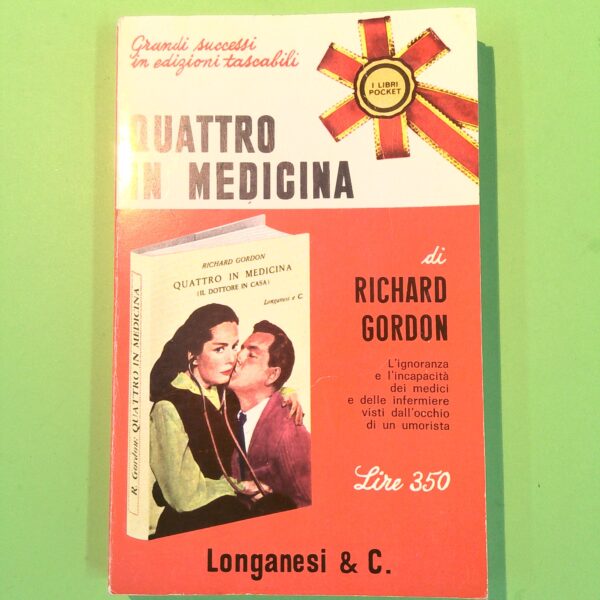 Grandi successi
in edizioni tascabili
I LIBRI
POCKET
QUATTRO
IN MEDICINA
di
RICHARD
GORDON
L'ignoranza
e l'incapacità
dei medici
e delle infermiere
visti dall'occhio
di un umorista
Lire 350
RICHARD GORDON
QUATTRO IN MEDICINA
(IL DOTTORE IN CASA)
Longanesi e C.
R. Gordon: QUATTRO IN MEDICINA
Longanesi & C.